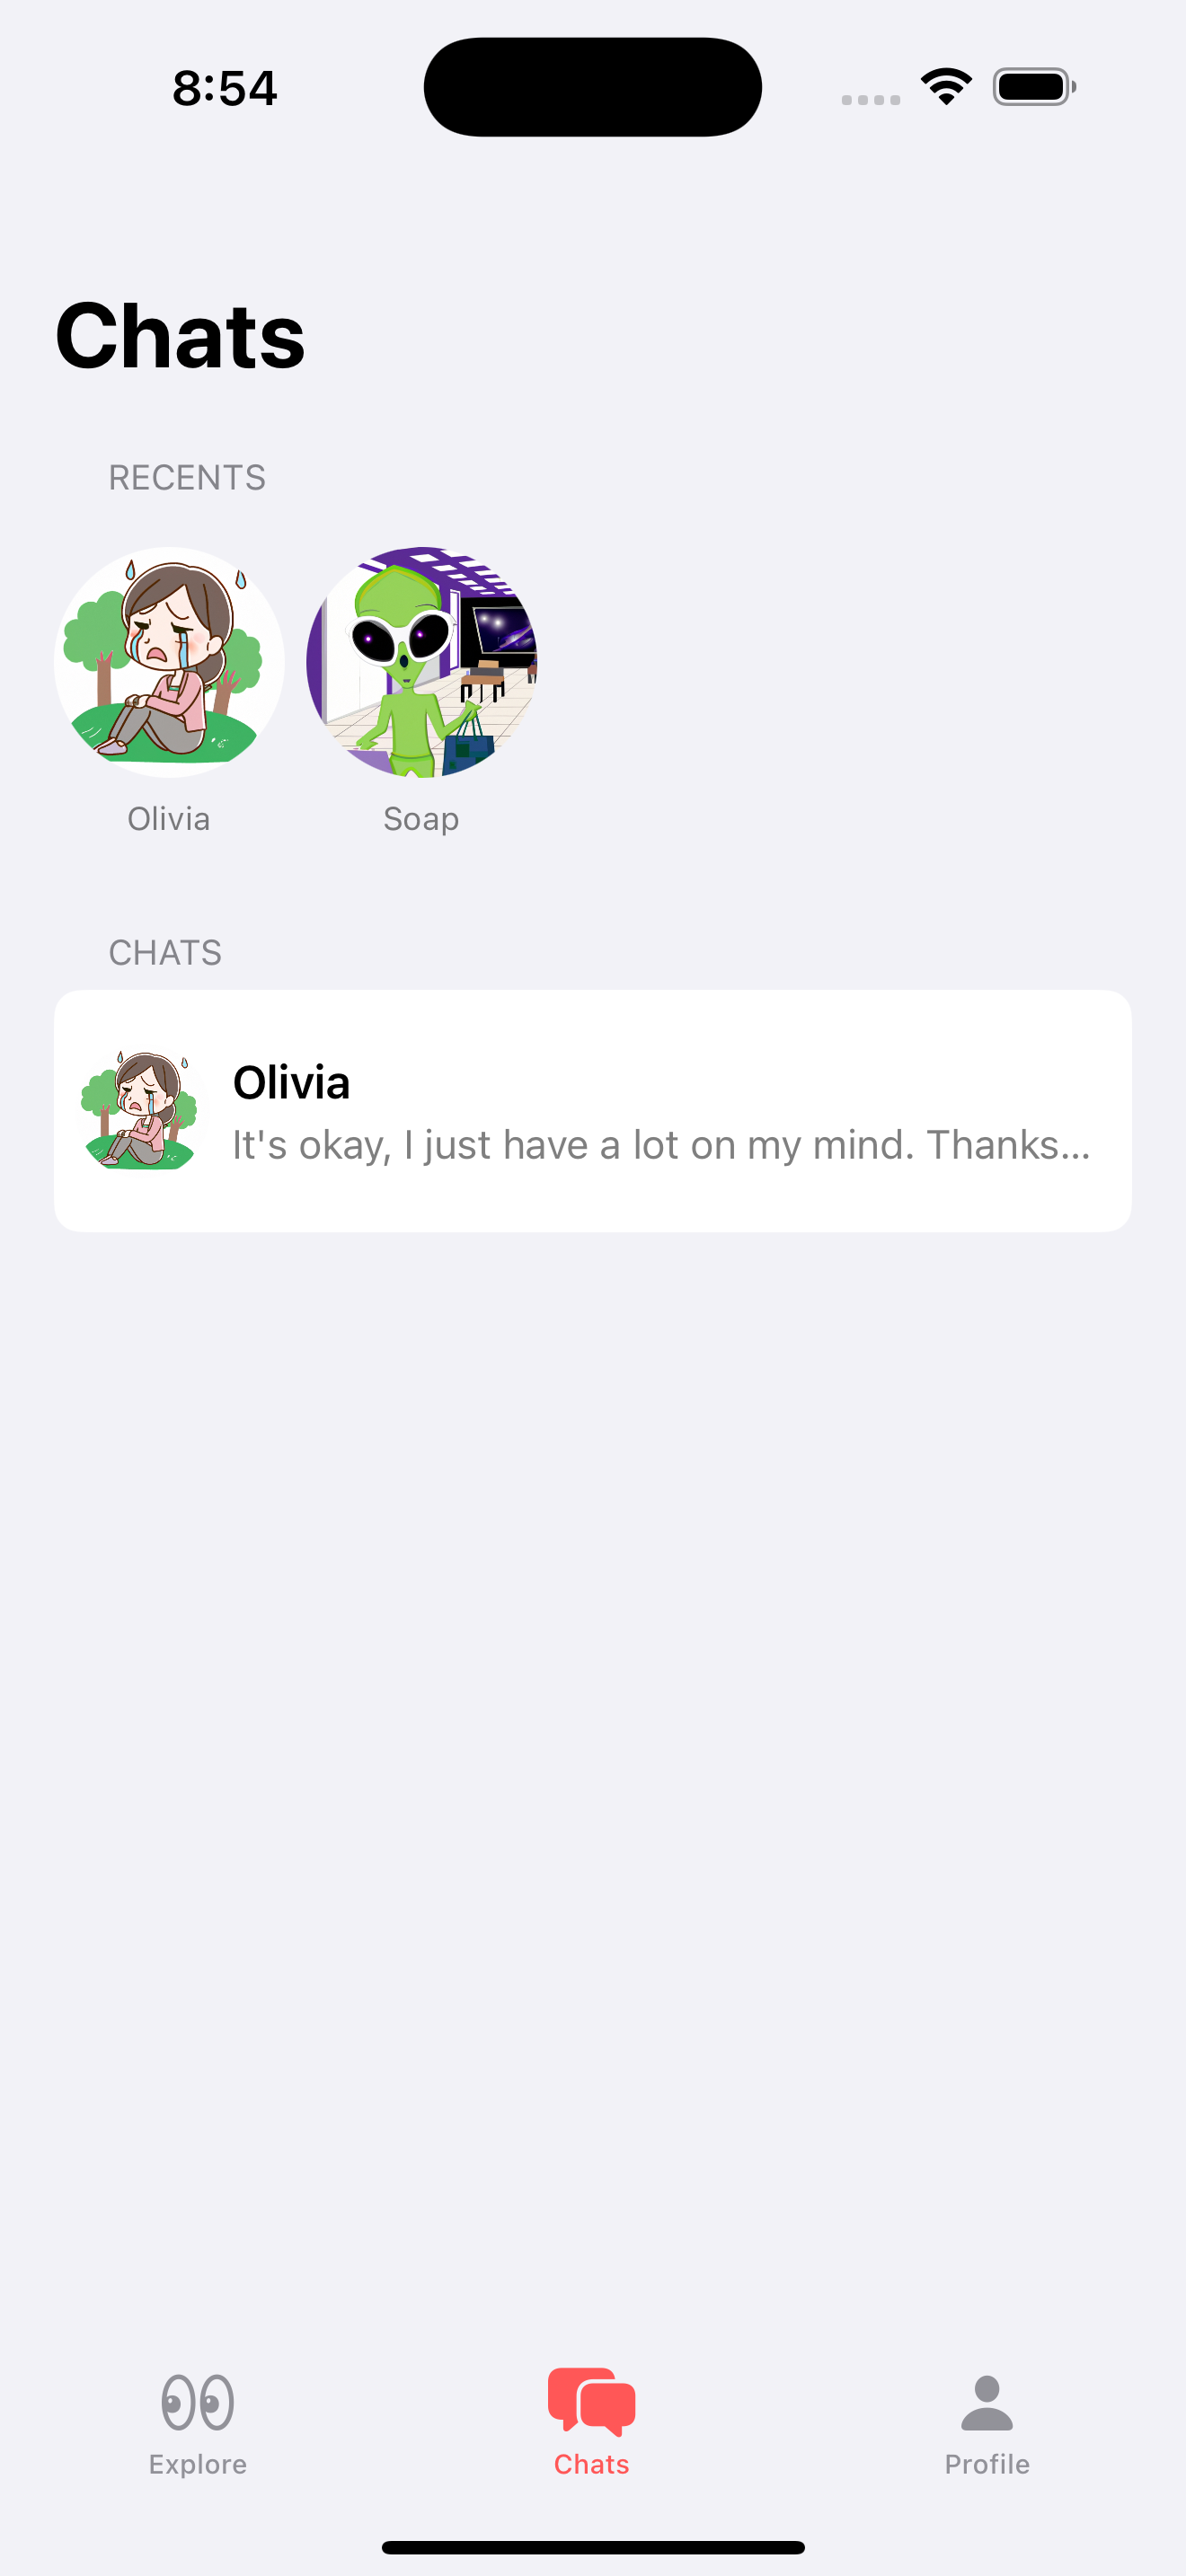 8:54
Chats
RECENTS
Olivia
Soap
CHATS
Olivia
It's okay, I just have a lot on my mind. Thanks...
Explore
Chats
Profile